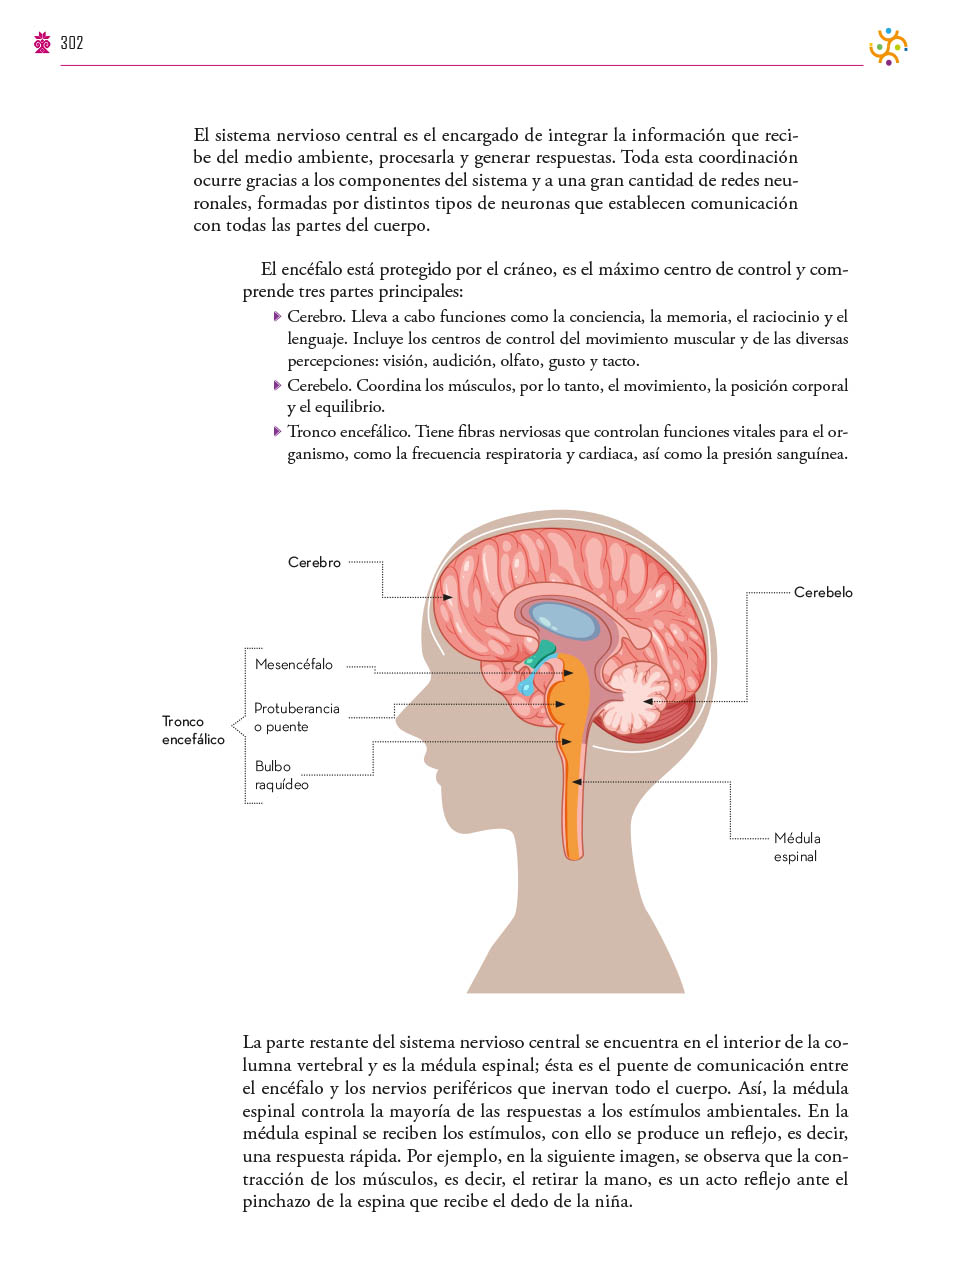 302
El sistema nervioso central es el encargado de integrar la información que reci-
be del medio ambiente, procesarla y generar respuestas. Toda esta coordinación
ocurre gracias a los componentes del sistema y a una gran cantidad de redes neu-
ronales, formadas por distintos tipos de neuronas que establecen comunicación
con todas las partes del cuerpo.
El encéfalo está protegido por el cráneo, es el máximo centro de control y com-
prende tres partes principales:
Cerebro. Lleva a cabo funciones como la conciencia, la memoria, el raciocinio y el
lenguaje. Incluye los centros de control del movimiento muscular y de las diversas
percepciones: visión, audición, olfato, gusto y tacto.
Cerebelo. Coordina los músculos, por lo tanto, el movimiento, la posición corporal
y el equilibrio.
Tronco encefálico. Tiene fibras nerviosas que controlan funciones vitales para el or-
ganismo, como la frecuencia respiratoria y cardiaca, así como la presión sanguínea.
Cerebro
Cerebelo
Mesencéfalo
Protuberancia
o puente
Tronco
encefálico
Bulbo
raquídeo
Médula
espinal
La parte restante del sistema nervioso central se encuentra en el interior de la co-
lumna vertebral y es la médula espinal; ésta es el puente de comunicación entre
el encéfalo y los nervios periféricos que inervan todo el cuerpo. Así, la médula
espinal controla la mayoría de las respuestas a los estímulos ambientales. En la
médula espinal se reciben los estímulos, con ello se produce un reflejo, es decir,
una respuesta rápida. Por ejemplo, en la siguiente imagen, se observa que la con-
tracción de los músculos, es decir, el retirar la mano, es un acto reflejo ante el
pinchazo de la espina que recibe el dedo de la niña.